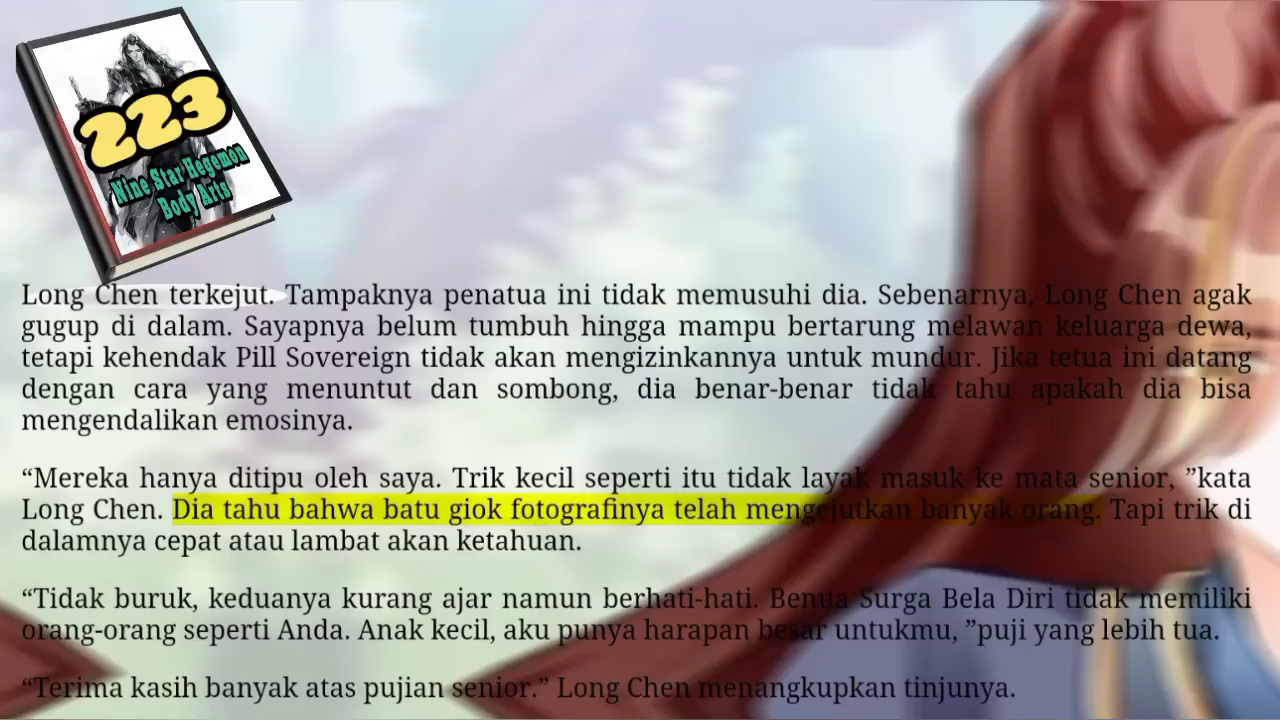 223
Nine Star Hegemon
Body Arts
Long Chen terkejut. Tampaknya penatua ini tidak memusuhi dia. Sebenarnya, Long Chen agak
gugup di dalam. Sayapnya belum tumbuh hingga mampu bertarung melawan keluarga dewa,
tetapi kehendak Pill Sovereign tidak akan mengizinkannya untuk mundur. Jika tetua ini datang
dengan cara yang menuntut dan sombong, dia benar-benar tidak tahu apakah dia bisa
mengendalikan emosinya.
“Mereka hanya ditipu oleh saya. Trik kecil seperti itu tidak layak masuk ke mata senior, ”kata
Long Chen. Dia tahu bahwa batu giok fotografinya telah mengejutkan banyak orang. Tapi trik di
dalamnya cepat atau lambat akan ketahuan.
“Tidak buruk, keduanya kurang ajar namun berhati-hati. Benua Surga Bela Diri tidak memiliki
orang-orang seperti Anda. Anak kecil, aku punya harapan besar untukmu, ”puji yang lebih tua.
“Terima kasih banyak atas pujian senior.” Long Chen menangkupkan tinjunya.